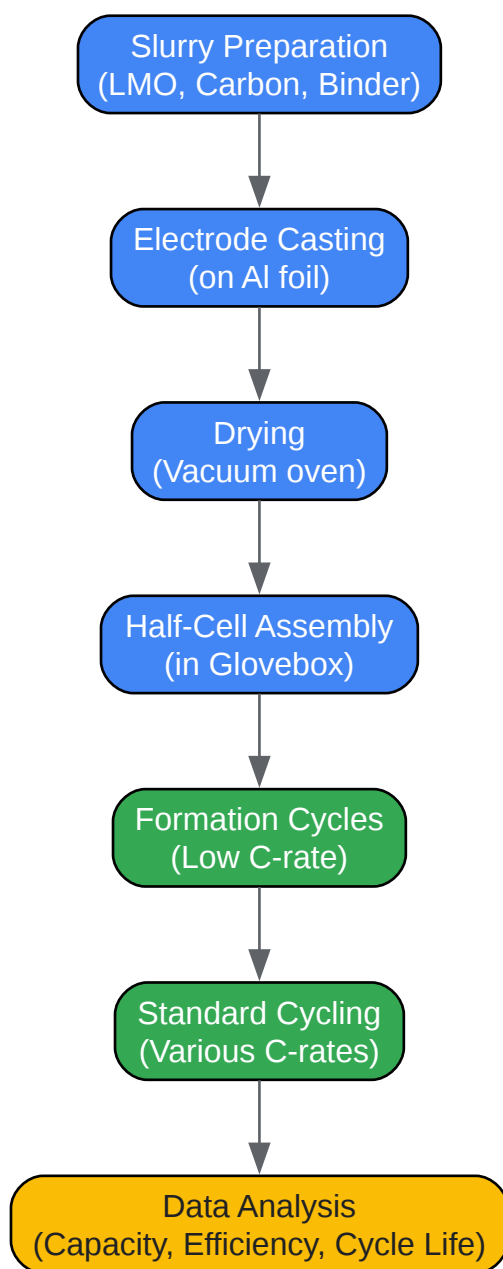 Slurry Preparation
(LMO, Carbon, Binder)
Electrode Casting
(on Al foil)
Drying
(Vacuum oven)
Half-Cell Assembly
(in Glovebox)
Formation Cycles
(Low C-rate)
Standard Cycling
(Various C-rates)
Data Analysis
(Capacity, Efficiency, Cycle Life)